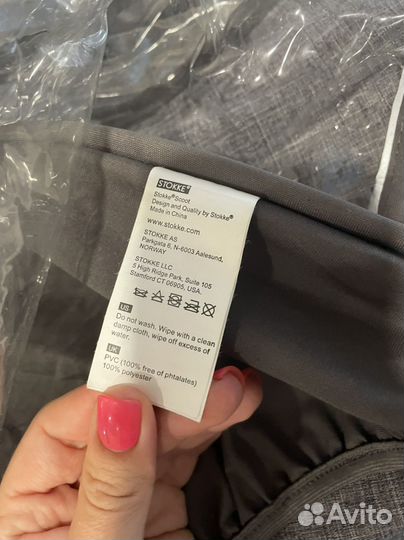 STOKKE®
Stokke® Scoot
Design and Quality by Stokke®
Made in China
www.stokke.com
STOKKE AS
Parkgata 6, N-6003 Aalesund,
NORWAY
STOKKE LLC
5 High Ridge Park, Suite 105
Stamford CT 06905, USA.
US
Do not wash. Wipe with a clean
damp cloth, wipe off excess of
water.
UK
PVC (100% free of phtalates)
100% polyester
Avito